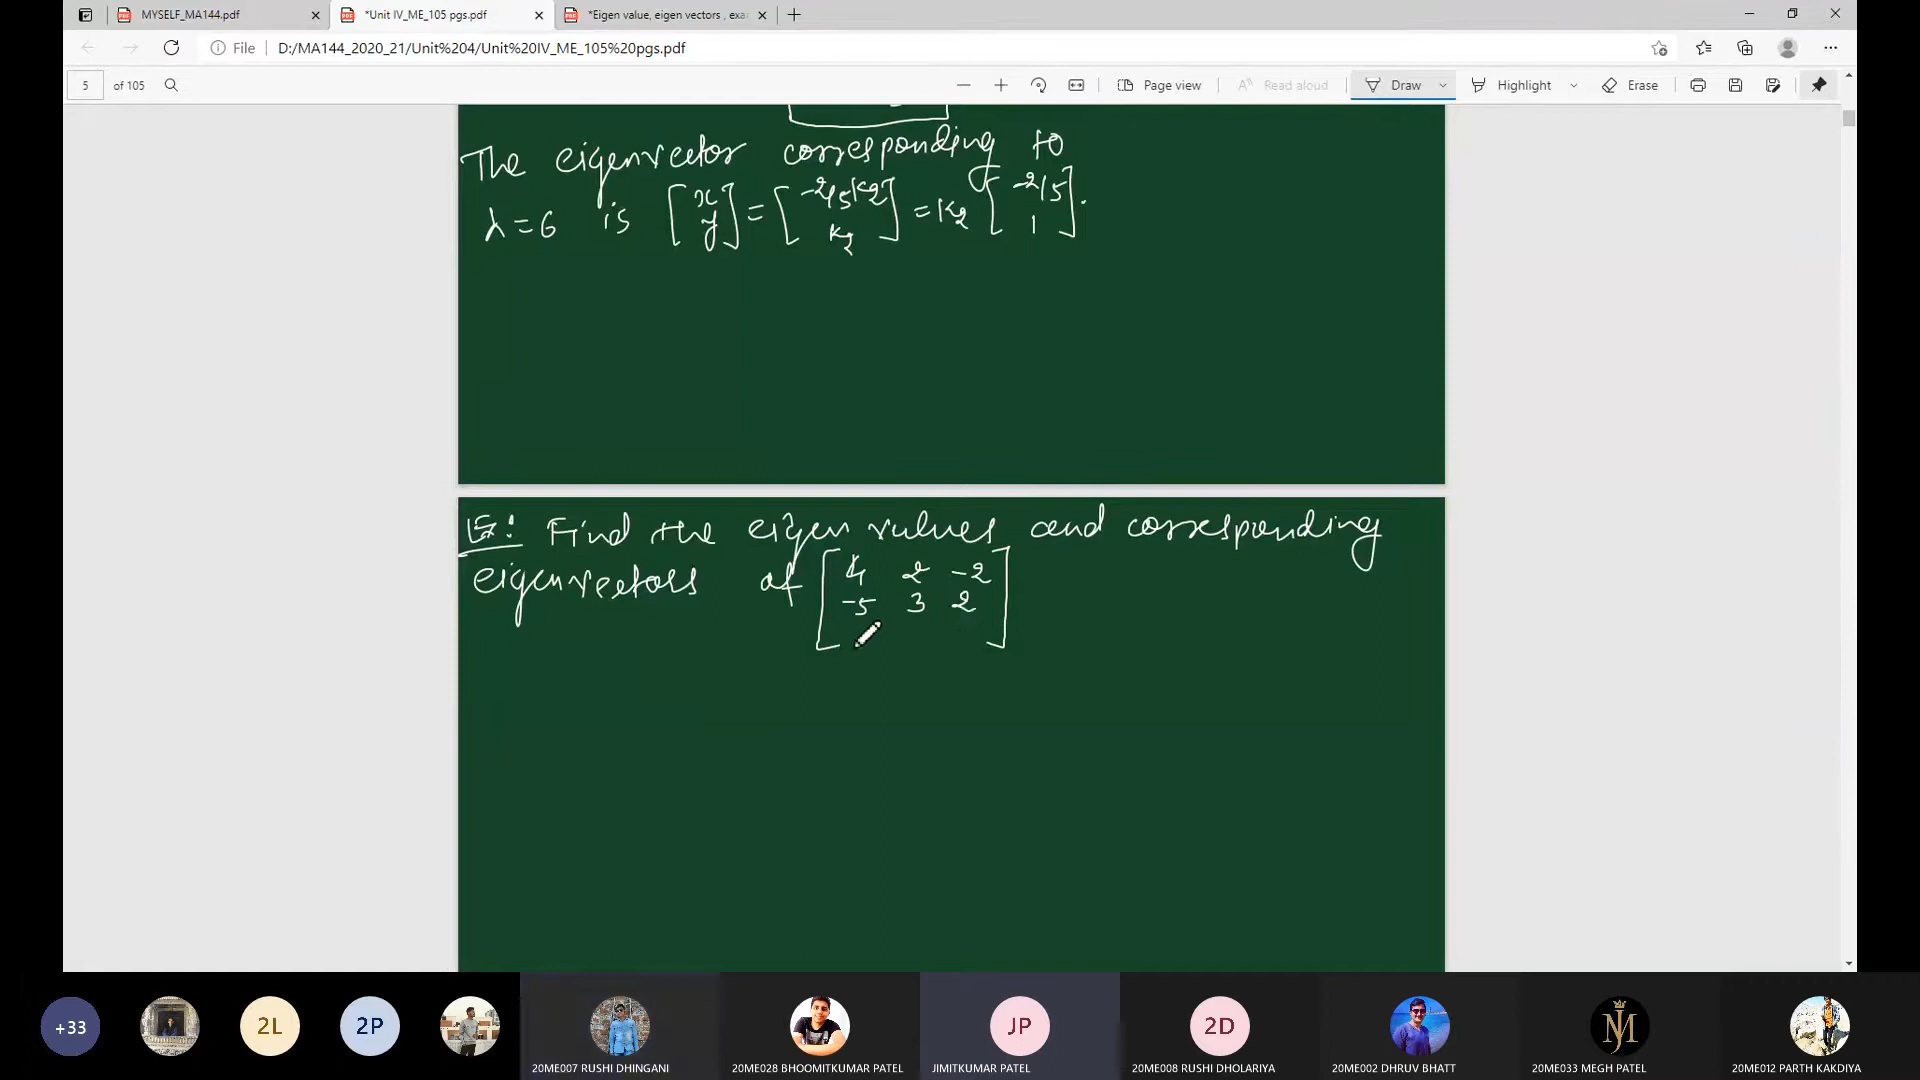 MYSELF_MA144.pdf
*Unit IV_ME_105 pgs.pdf
*Eigen value, eigen vectors , exa
File
D:/MA144_2020_21/Unit%204/Unit%20IV_ME_105%20pgs.pdf
5 of 105
Page view
Read aloud
Draw
Highlight
Erase
The eigenvector corresponding to
λ=6 is [x y] = [-2/5 k2 k2] = k2 [-2/5 1].
Ex: Find the eigen values and corresponding
eigenvectors of [4 2 -2
-5 3 2]
+33
2L
2P
JP
2D
20ME007 RUSHI DHINGANI
20ME028 BHOOMITKUMAR PATEL
JIMITKUMAR PATEL
20ME008 RUSHI DHOLARIYA
20ME002 DHRUV BHATT
20ME033 MEGH PATEL
20ME012 PARTH KAKDIYA